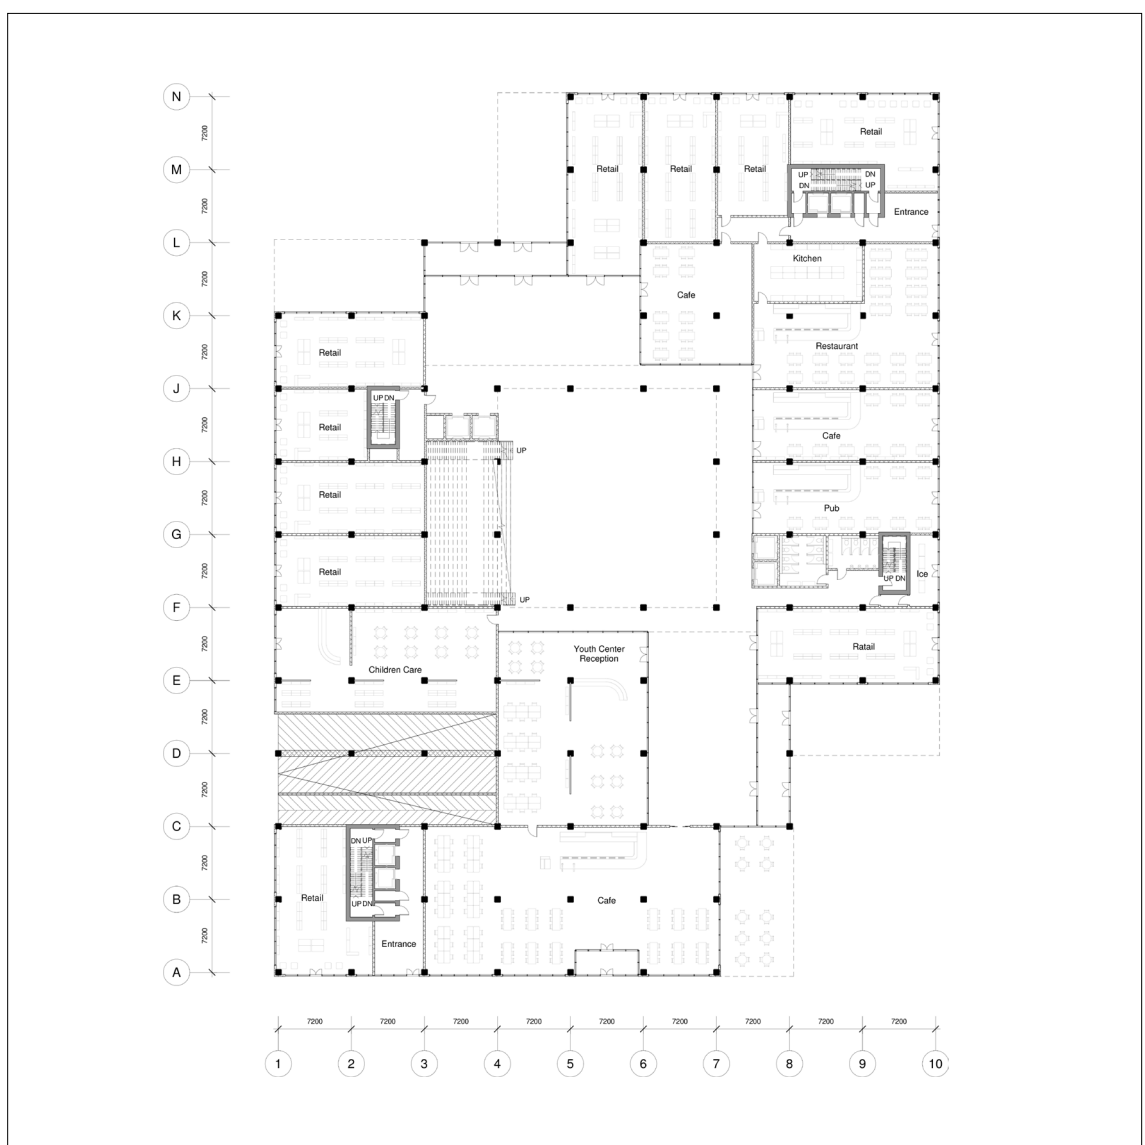 N
7200
Retail
M
UP
DN
DN
UP
Retail
Retail
Retail
7200
Entrance
L
Kitchen
7200
Cafe
K
Restaurant
7200
Retail
J
UP DN
7200
Retail
Cafe
H
UP
7200
Retail
Pub
G
7200
Retail
UP DN
Ice
UP
F
7200
Youth Center
Reception
Ratail
Children Care
E
7200
D
7200
C
DN UP
7200
Retail
B
Cafe
UP DN
7200
Entrance
A
7200
7200
7200
7200
7200
7200
7200
7200
7200
1
2
3
4
5
6
7
8
9
10